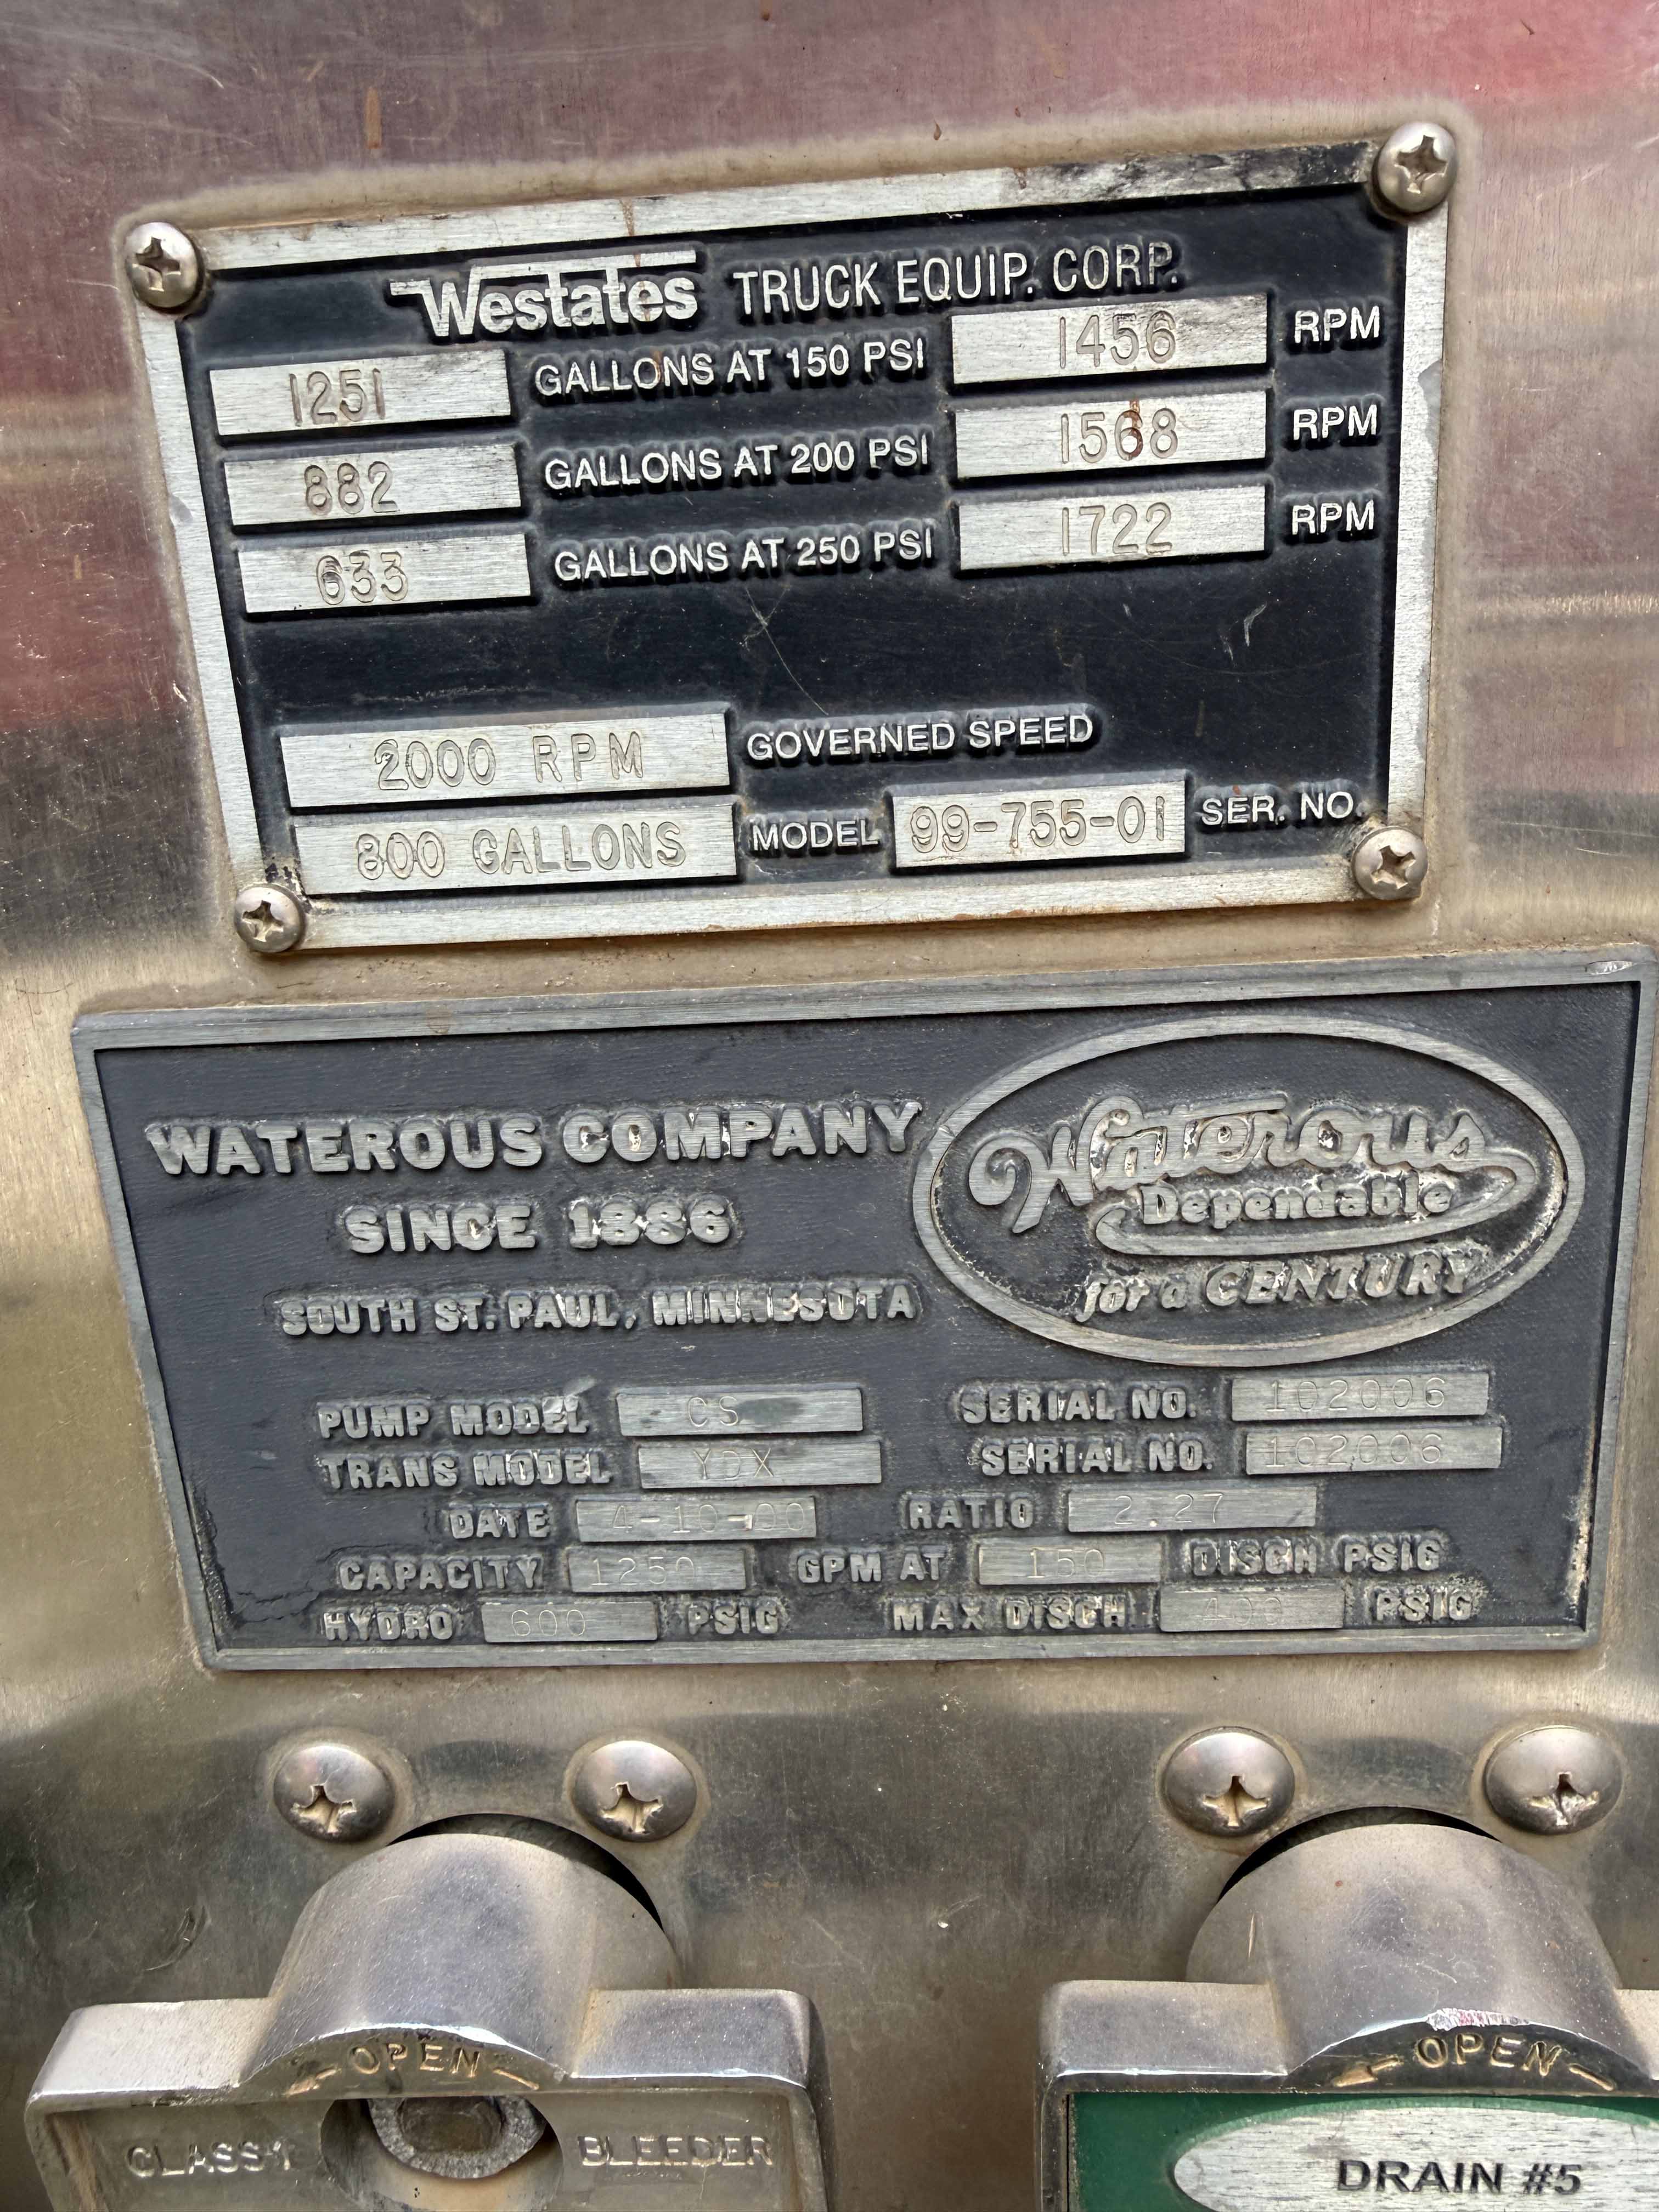 Westates TRUCK EQUIP. CORP.
1251 GALLONS AT 150 PSI 1456 RPM
882 GALLONS AT 200 PSI 1568 RPM
633 GALLONS AT 250 PSI 1722 RPM
2000 RPM GOVERNED SPEED
800 GALLONS MODEL 99-755-01 SER. NO.
WATEROUS COMPANY
SINCE 1886
SOUTH ST. PAUL, MINNESOTA
Waterous
Dependable
for a CENTURY
PUMP MODEL CS SERIAL NO. 102006
TRANS MODEL YDX SERIAL NO. 102006
DATE 4-10-00 RATIO 2.27
CAPACITY 1250 GPM AT 150 DISCH PSIG
HYDRO 600 PSIG MAX DISCH 400 PSIG
OPEN
CLASS 1 BLEEDER
OPEN
DRAIN #5